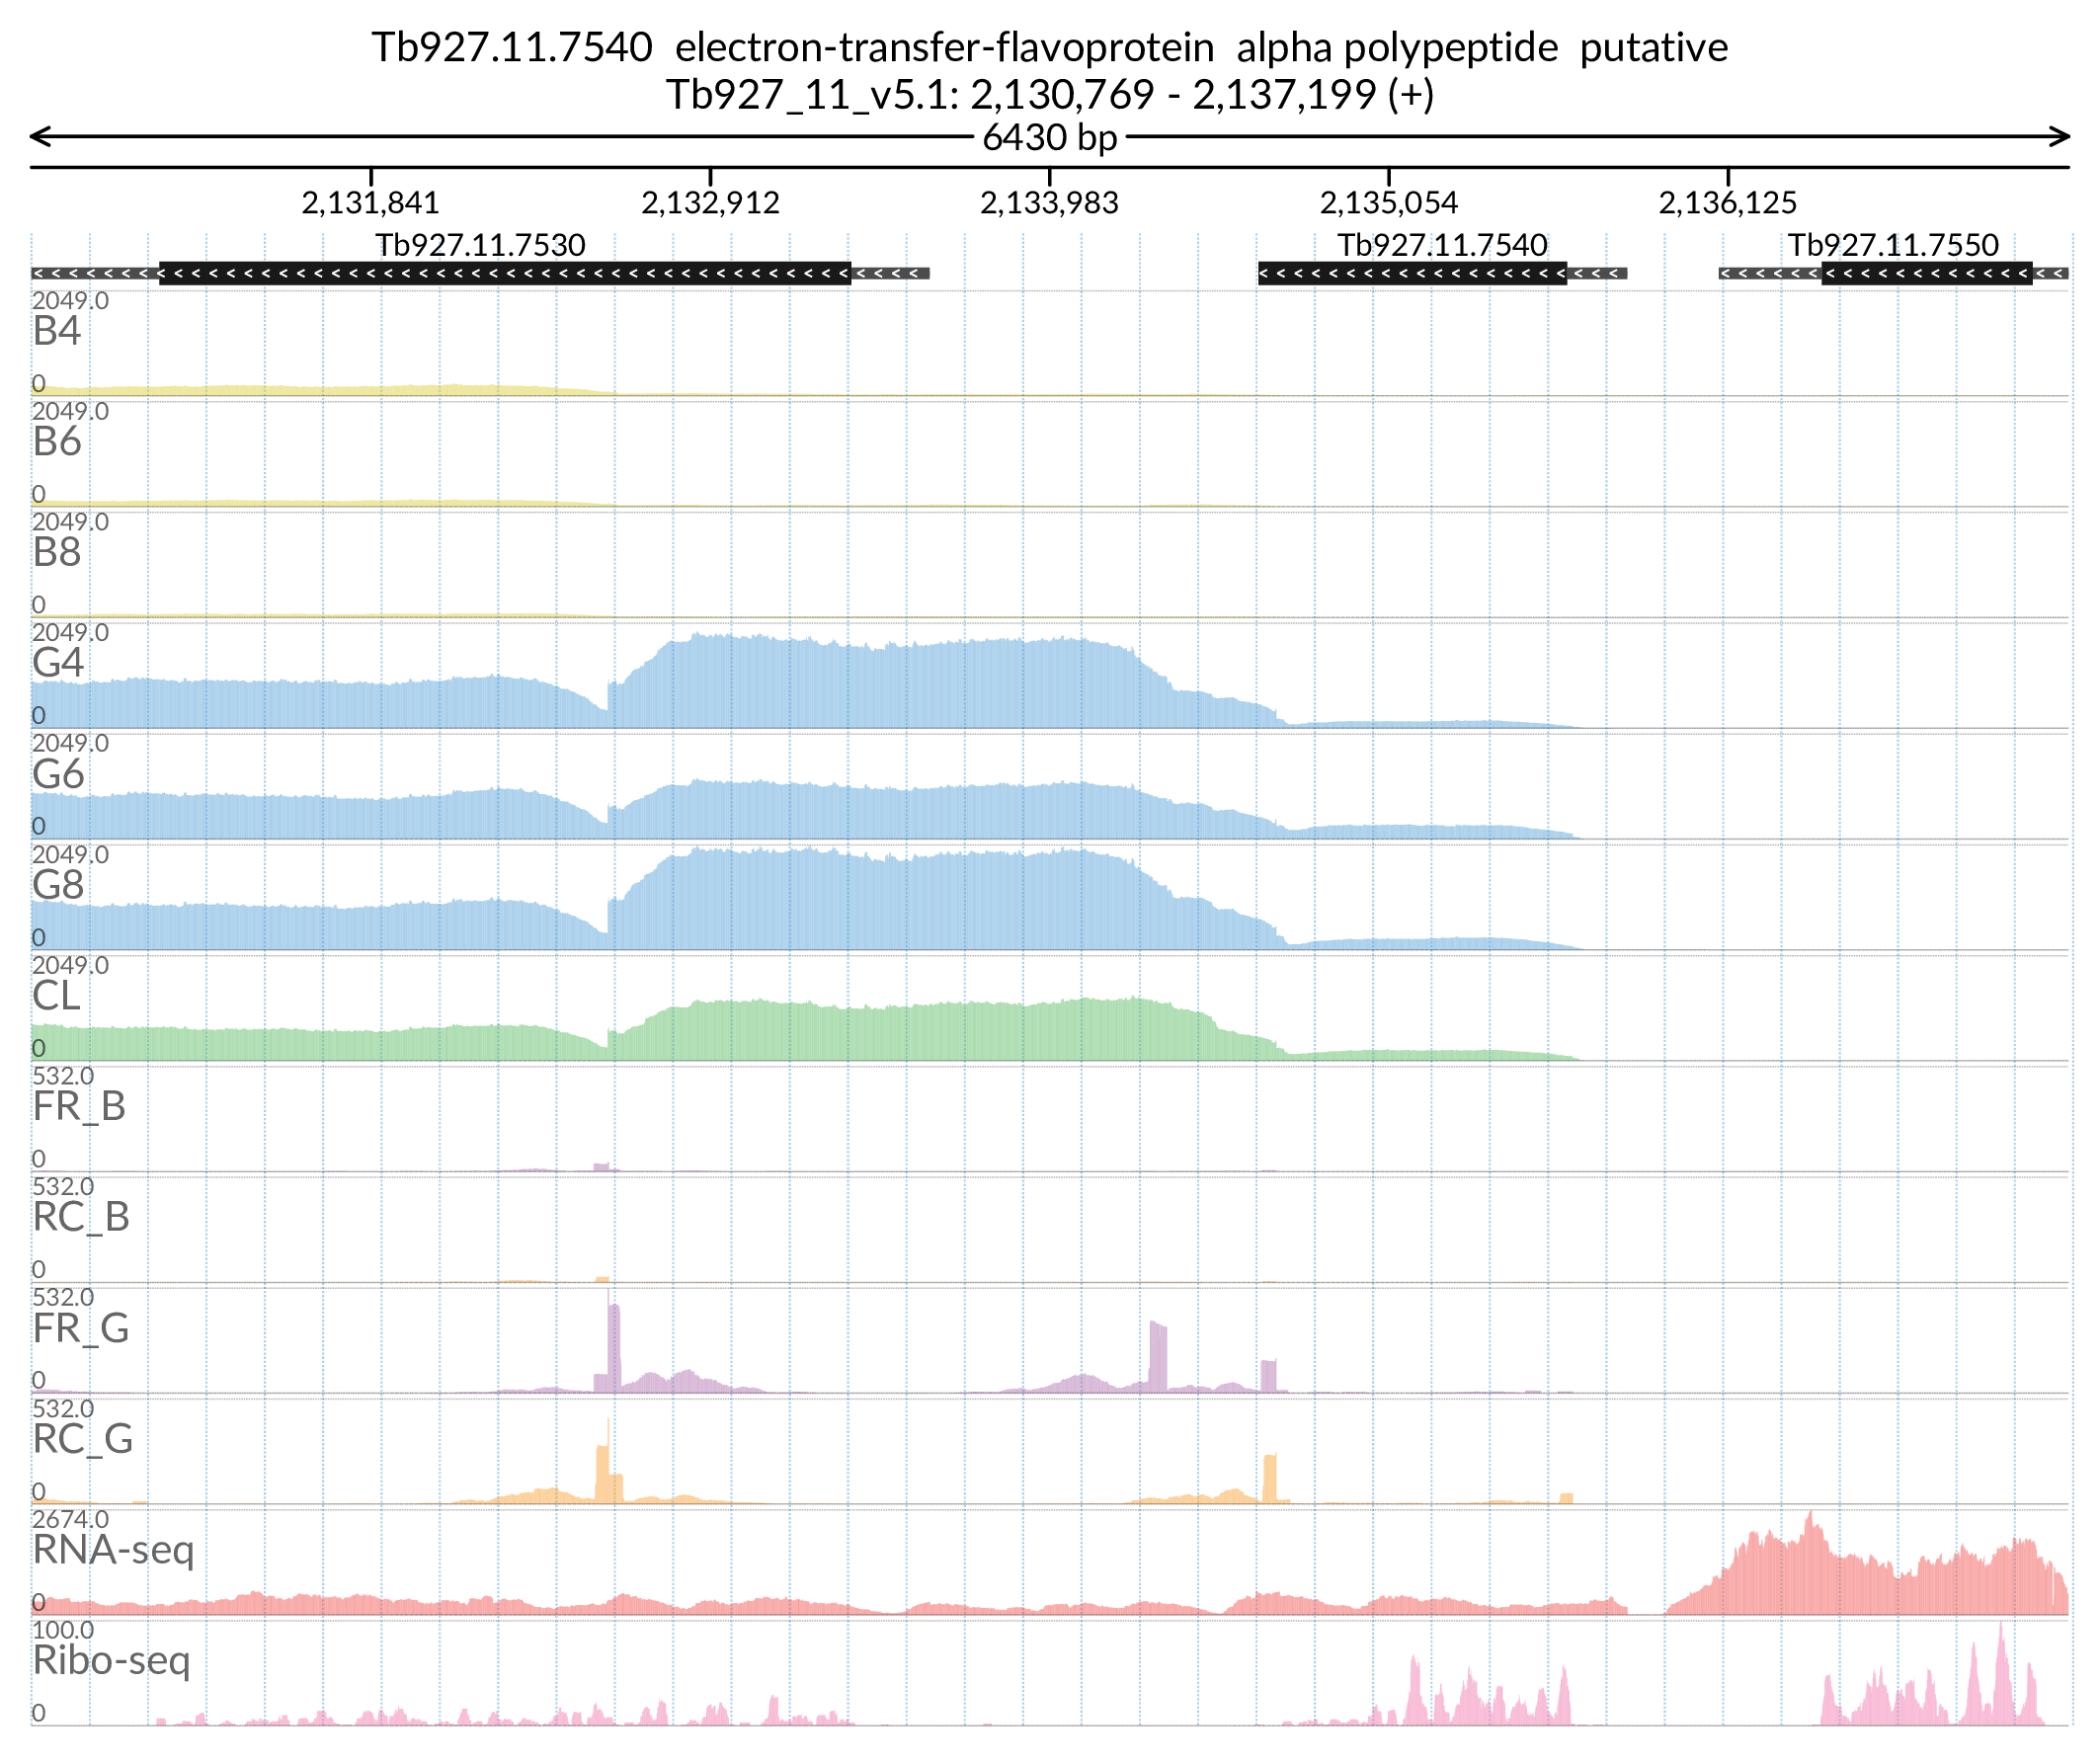 Tb927.11.7540 electron-transfer-flavoprotein alpha polypeptide putative
Tb927_11_v5.1: 2,130,769 - 2,137,199 (+)
6430 bp
2,131,841 2,132,912 2,133,983 2,135,054 2,136,125
Tb927.11.7530 Tb927.11.7540 Tb927.11.7550
2049.0
B4
0
2049.0
B6
0
2049.0
B8
0
2049.0
G4
0
2049.0
G6
0
2049.0
G8
0
2049.0
CL
0
532.0
FR_B
0
532.0
RC_B
0
532.0
FR_G
0
532.0
RC_G
0
2674.0
RNA-seq
0
100.0
Ribo-seq
0